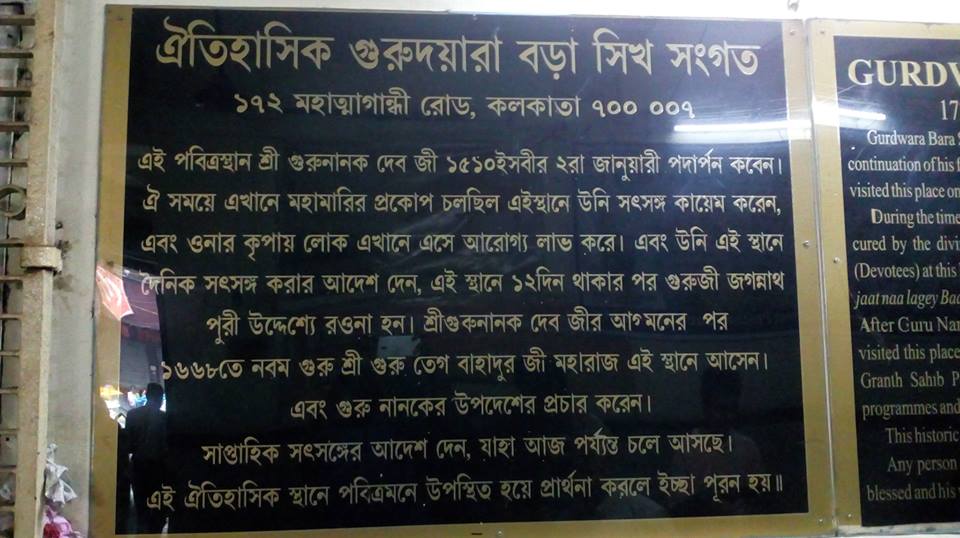 ঐতিহাসিক গুরুদয়ারা বড়া সিখ সংগত
১৭২ মহাত্মাগান্ধী রোড, কলকাতা ৭০০ ০০৭
এই পবিত্রস্থান শ্রী গুরুনানক দেব জী ১৫১০ইসবীর ২রা জানুয়ারী পদার্পন করেন।
ঐ সময়ে এখানে মহামারির প্রকোপ চলছিল এইস্থানে উনি সৎসঙ্গ কায়েম করেন,
এবং ওনার কৃপায় লোক এখানে এসে আরোগ্য লাভ করে। এবং উনি এই স্থানে
দৈনিক সৎসঙ্গ করার আদেশ দেন, এই স্থানে ১২দিন থাকার পর গুরুজী জগন্নাথ
পুরী উদ্দেশ্যে রওনা হন। শ্রীগুরুনানক দেব জীর আগমনের পর
১৬৬৮তে নবম গুরু শ্রী গুরু তেগ বাহাদুর জী মহারাজ এই স্থানে আসেন।
এবং গুরু নানকের উপদেশের প্রচার করেন।
সাপ্তাহিক সৎসঙ্গের আদেশ দেন, যাহা আজ পর্য্যন্ত চলে আসছে।
এই ঐতিহাসিক স্থানে পবিত্রমনে উপস্থিত হয়ে প্রার্থনা করলে ইচ্ছা পূরন হয়॥
GURDW
17
Gurdwara Bara
continuation of his
visited this place on
During the time
cured by the divi
(Devotees) at this
jaat naa lagey Bac
After Guru Nan
visited this place
Granth Sahib P
programmes and
This historic
Any person
blessed and his